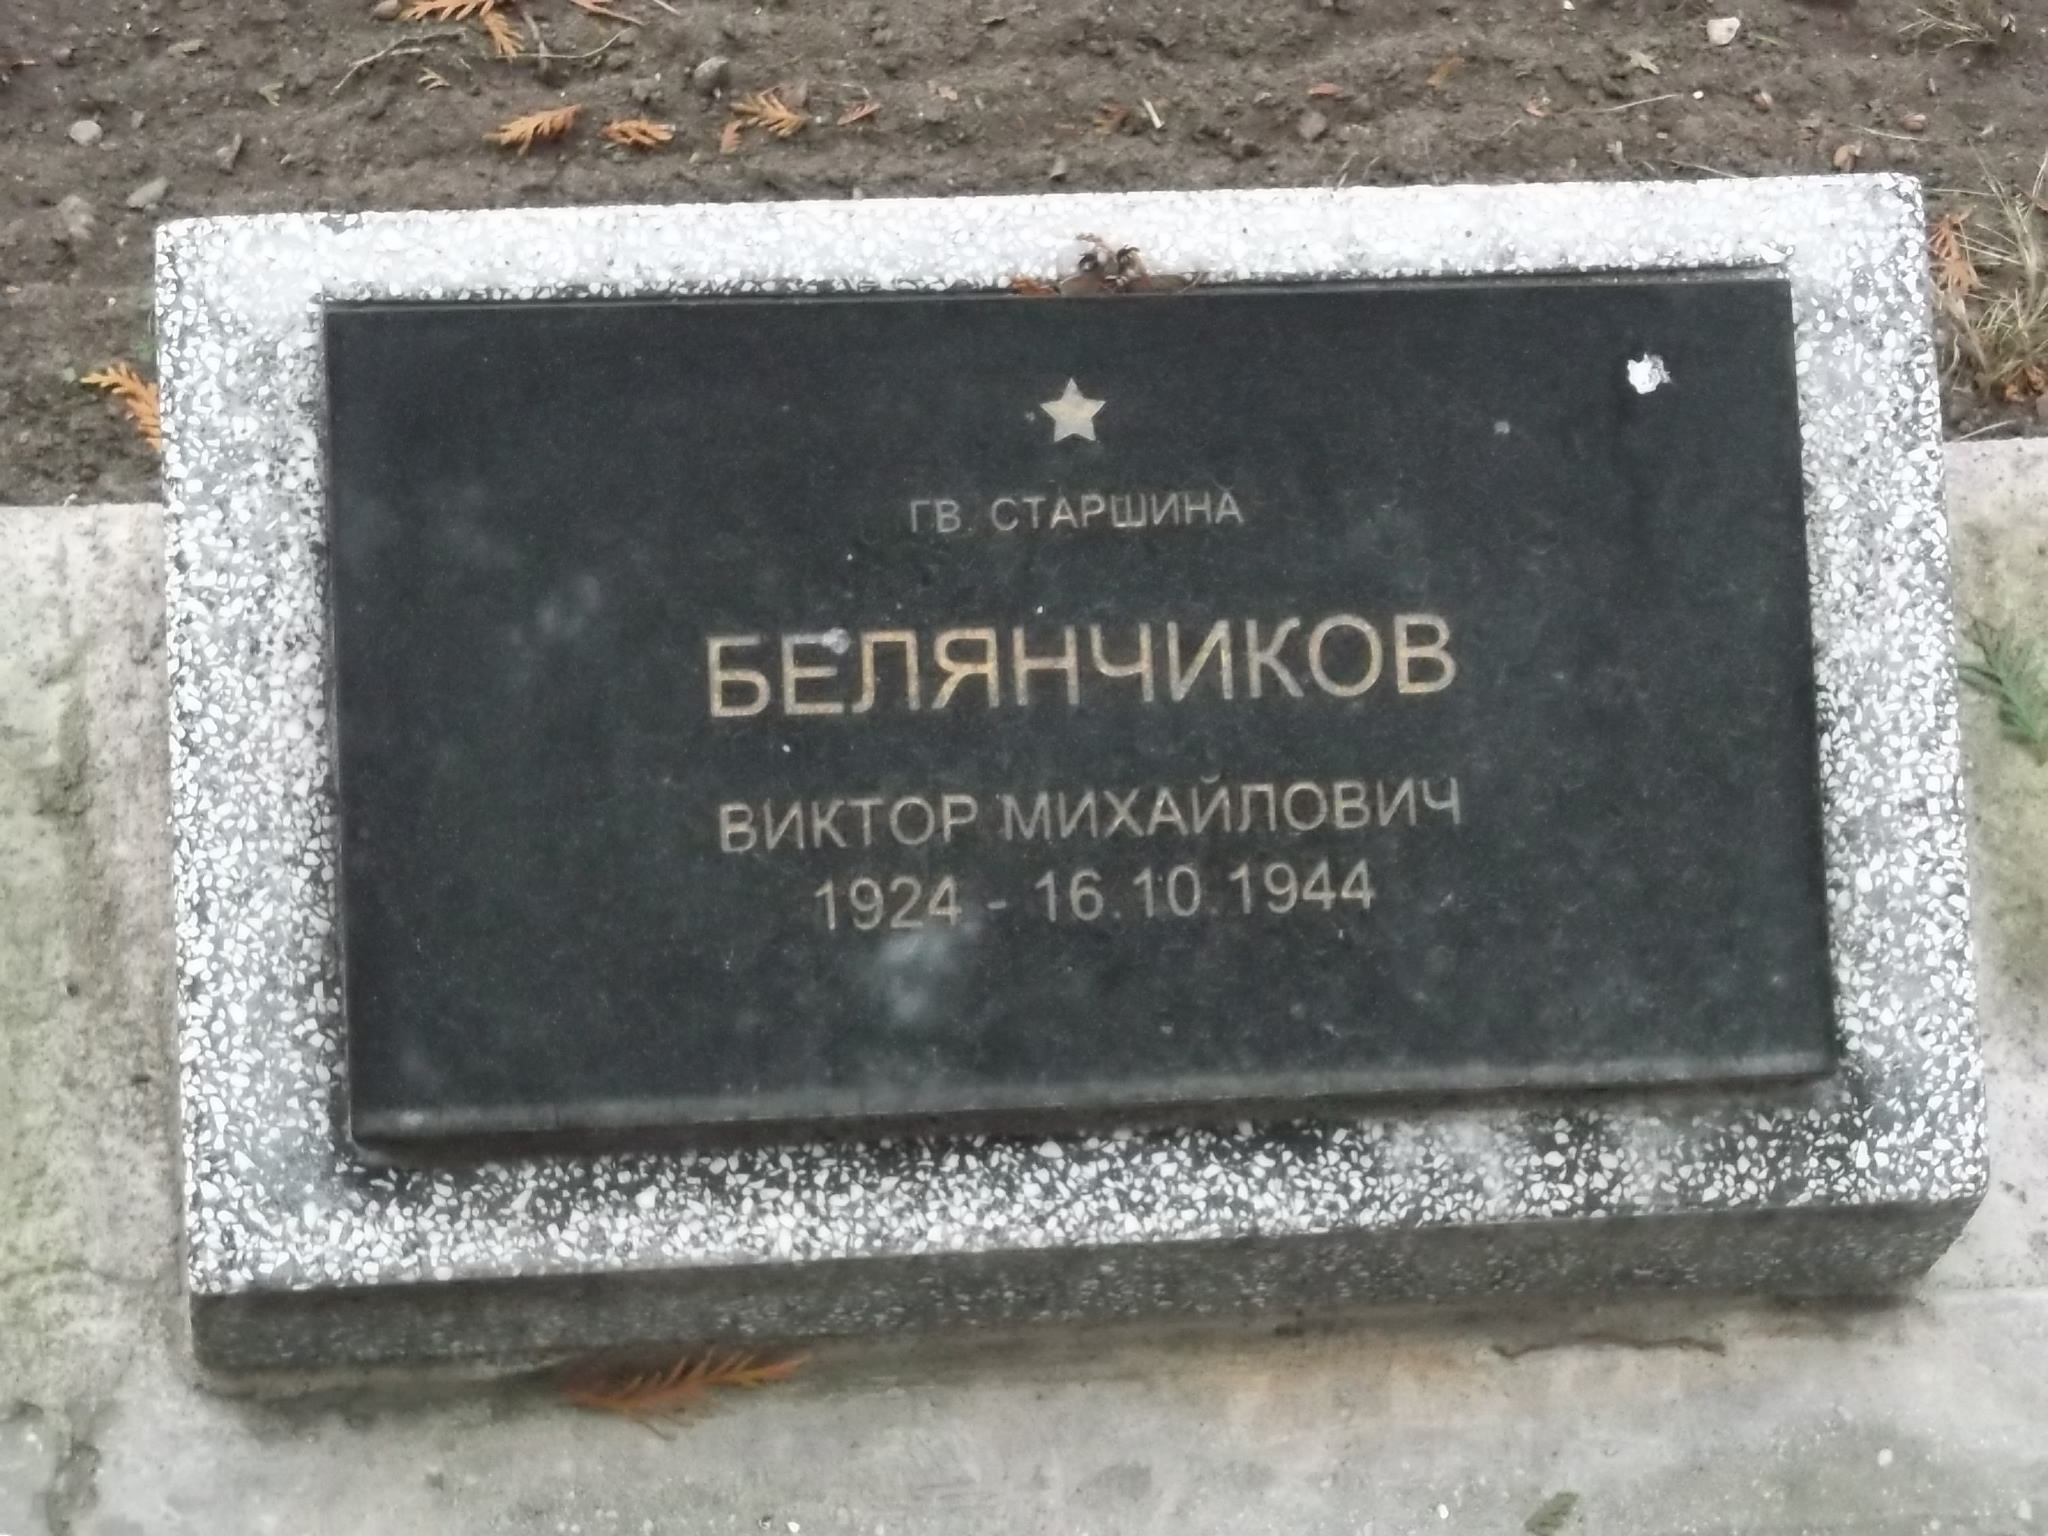 ГВ. СТАРШИНА
БЕЛЯНЧИКОВ
ВИКТОР МИХАЙЛОВИЧ
1924 - 16.10.1944